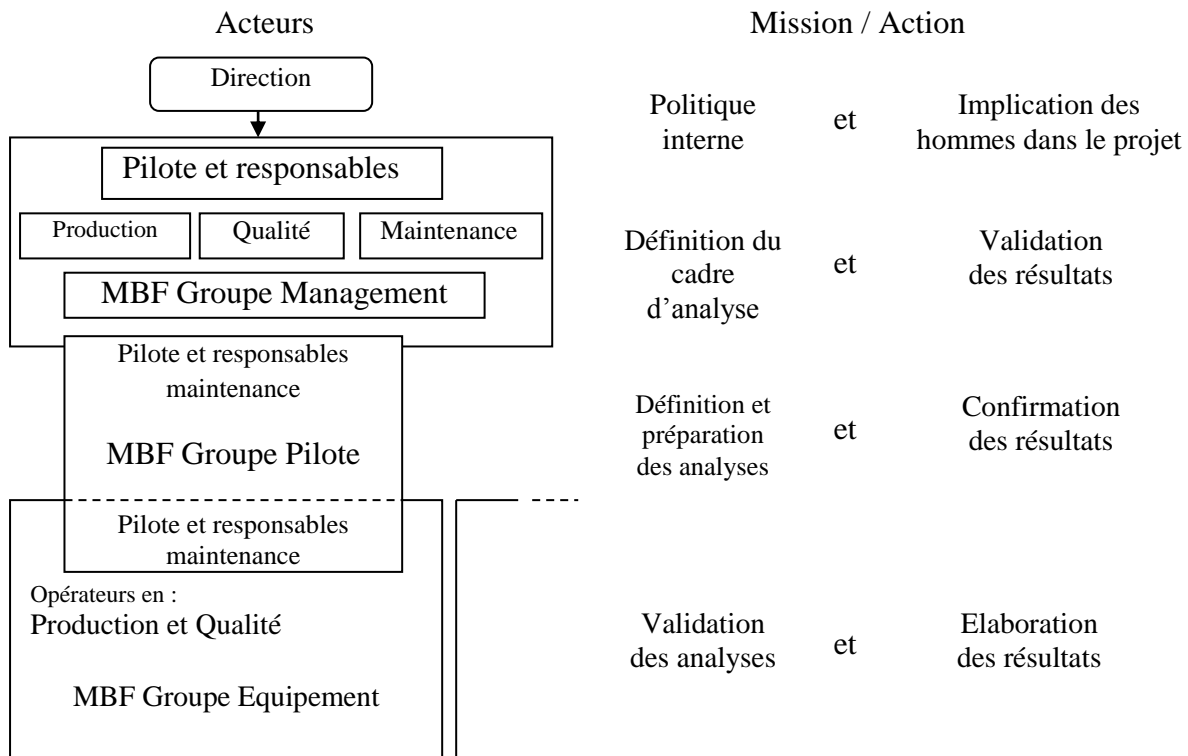 Acteurs
Mission / Action
Direction
Politique
interne
et
Implication des
hommes dans le projet
Pilote et responsables
Production
Qualité
Maintenance
MBF Groupe Management
Définition du
cadre
d’analyse
et
Validation
des résultats
Pilote et responsables
maintenance
MBF Groupe Pilote
Définition et
préparation
des analyses
et
Confirmation
des résultats
Pilote et responsables
maintenance
Opérateurs en :
Production et Qualité
MBF Groupe Equipement
Validation
des analyses
et
Elaboration
des résultats